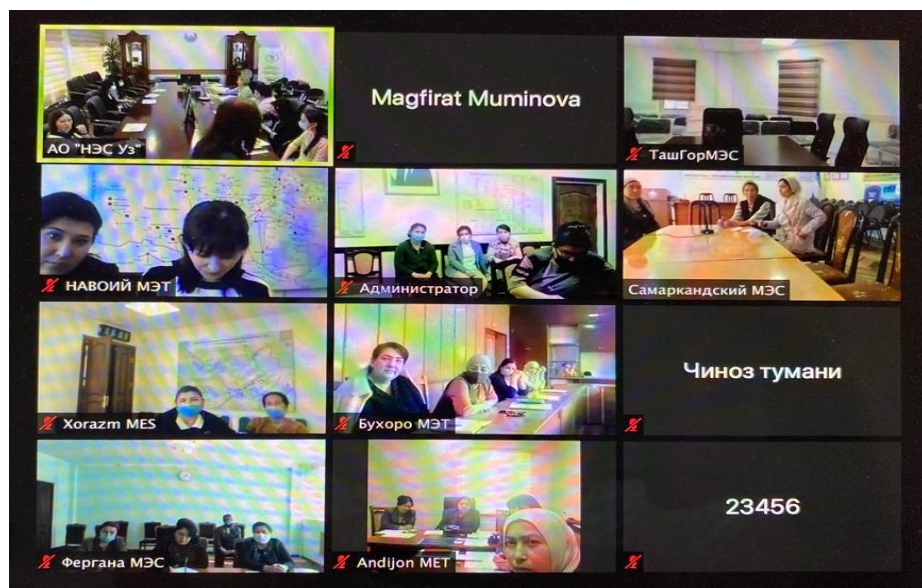 АО "НЭС Уз"
Magfirat Muminova
ТашГорМЭС
НАВОИЙ МЭТ
Администратор
Самаркандский МЭС
Xorazm MES
Бухоро МЭТ
Чиноз тумани
Фергана МЭС
Andijon MET
23456